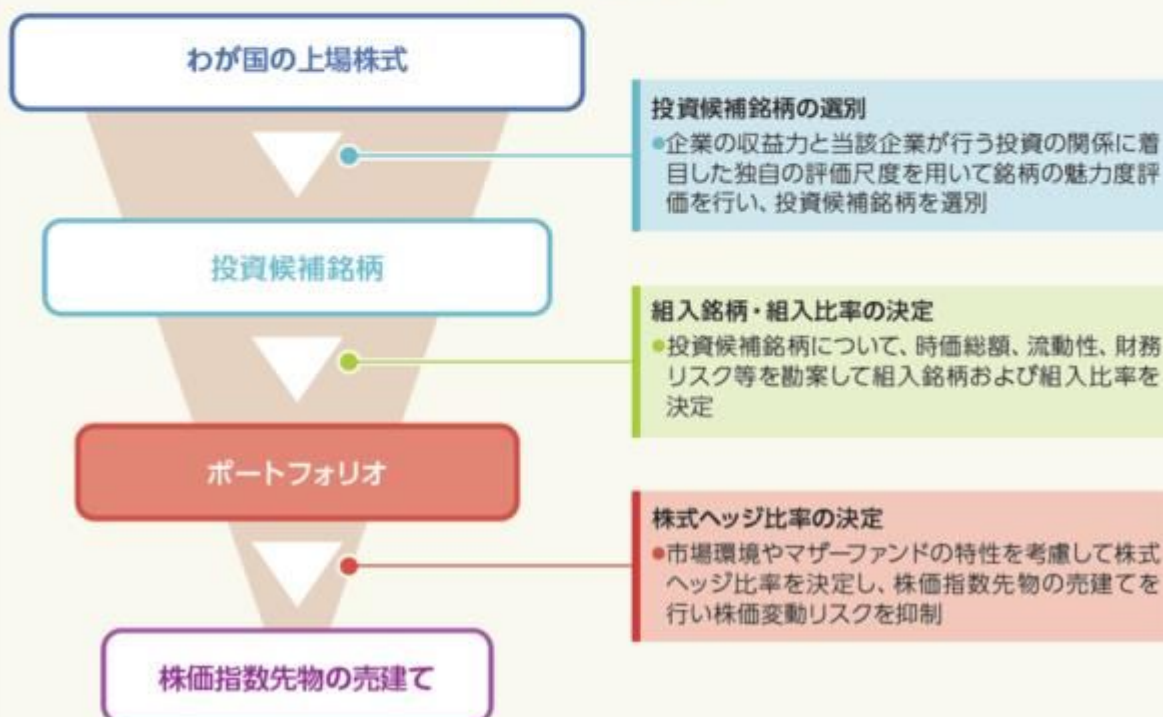 わが国の上場株式
投資候補銘柄の選別
●企業の収益力と当該企業が行う投資の関係に着
目した独自の評価尺度を用いて銘柄の魅力度評
価を行い、投資候補銘柄を選別
投資候補銘柄
組入銘柄・組入比率の決定
●投資候補銘柄について、時価総額、流動性、財務
リスク等を勘案して組入銘柄および組入比率を
決定
ポートフォリオ
株式ヘッジ比率の決定
●市場環境やマザーファンドの特性を考慮して株式
ヘッジ比率を決定し、株価指数先物の売建てを
行い株価変動リスクを抑制
株価指数先物の売建て